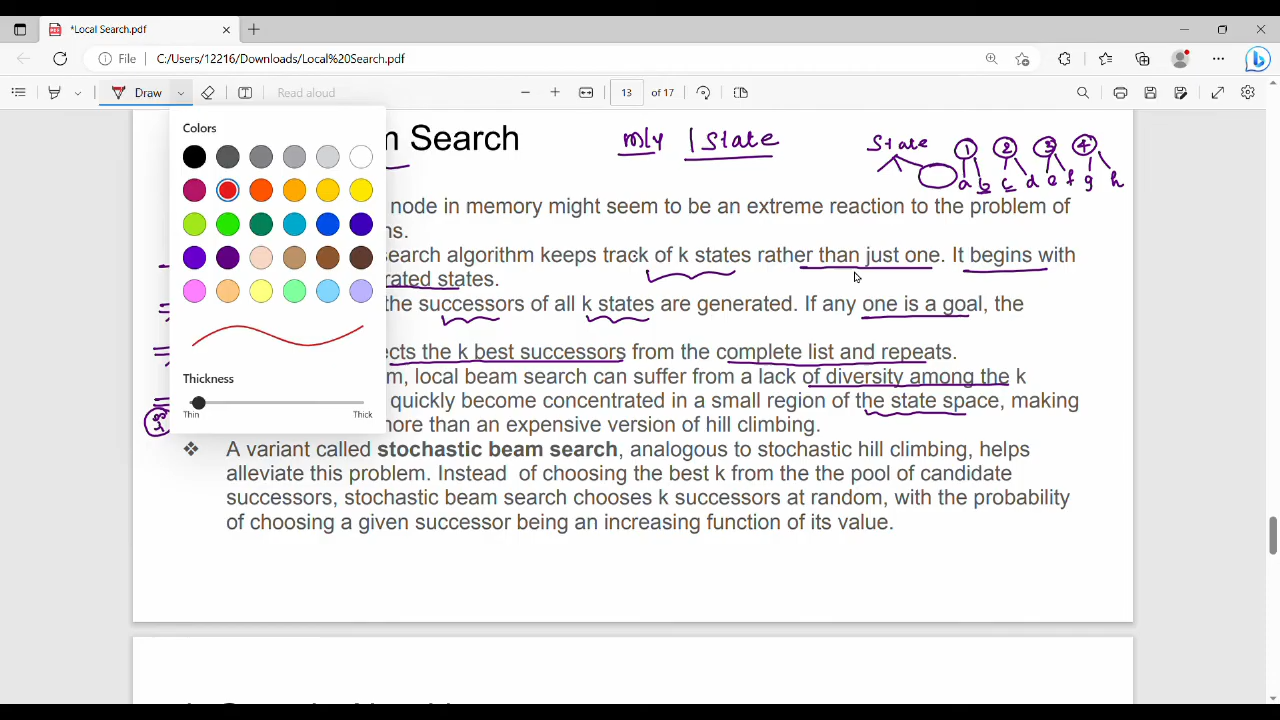 *Local Search.pdf
File C:/Users/12216/Downloads/Local%20Search.pdf
Draw Read aloud 13 of 17
Colors
Thickness
Thin Thick
m Search only 1 State State 1 2 3 4
a b c d e f g h
node in memory might seem to be an extreme reaction to the problem of
ns.
search algorithm keeps track of k states rather than just one. It begins with
rated states.
the successors of all k states are generated. If any one is a goal, the
ects the k best successors from the complete list and repeats.
m, local beam search can suffer from a lack of diversity among the k
quickly become concentrated in a small region of the state space, making
more than an expensive version of hill climbing.
❖ A variant called stochastic beam search, analogous to stochastic hill climbing, helps
alleviate this problem. Instead of choosing the best k from the the pool of candidate
successors, stochastic beam search chooses k successors at random, with the probability
of choosing a given successor being an increasing function of its value.